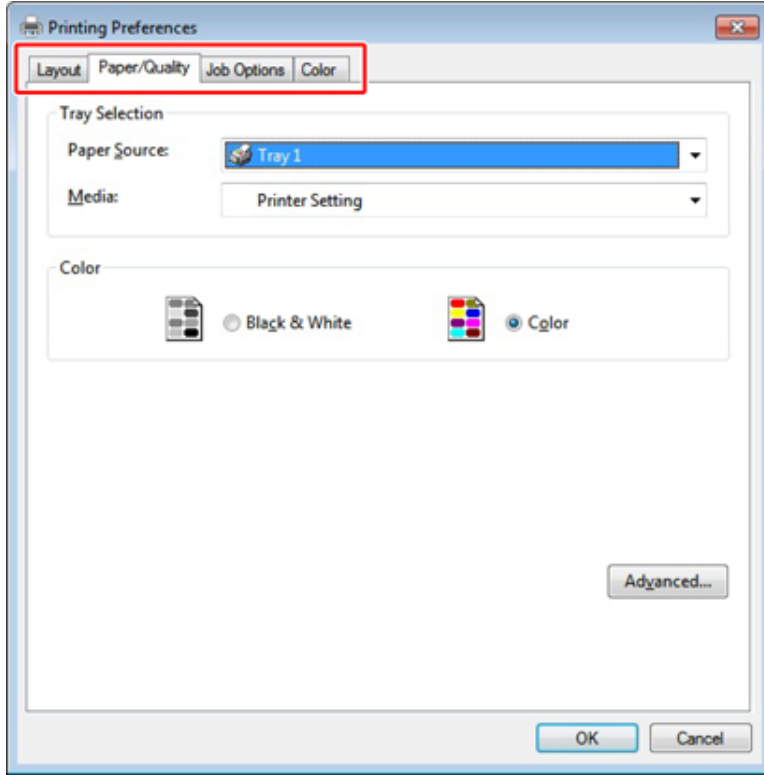 Printing Preferences
Layout Paper/Quality Job Options Color
Tray Selection
Paper Source: Tray 1
Media: Printer Setting
Color
Black & White Color
Advanced...
OK Cancel